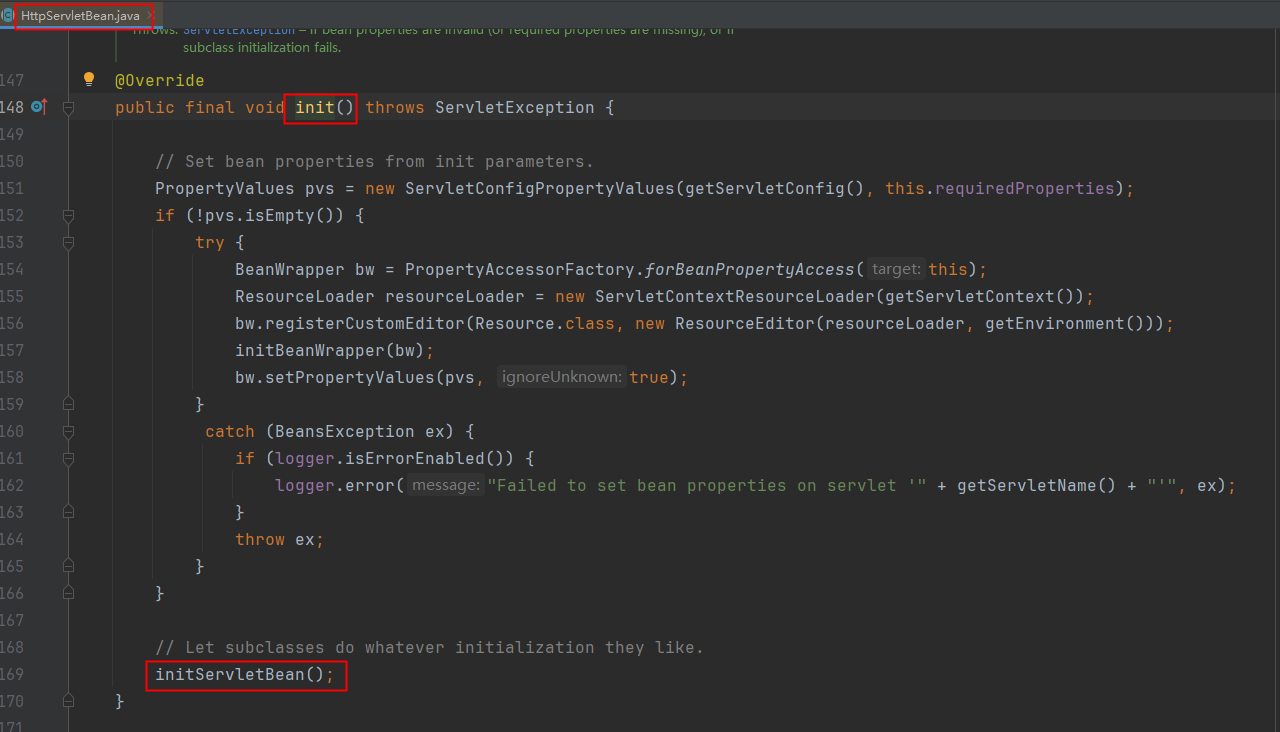 HttpServletBean.java
Throws: ServletException – if bean properties are invalid (or required properties are missing), or if
subclass initialization fails.
147 @Override
148 public final void init() throws ServletException {
149
150 // Set bean properties from init parameters.
151 PropertyValues pvs = new ServletConfigPropertyValues(getServletConfig(), this.requiredProperties);
152 if (!pvs.isEmpty()) {
153 try {
154 BeanWrapper bw = PropertyAccessorFactory.forBeanPropertyAccess( target: this);
155 ResourceLoader resourceLoader = new ServletContextResourceLoader(getServletContext());
156 bw.registerCustomEditor(Resource.class, new ResourceEditor(resourceLoader, getEnvironment()));
157 initBeanWrapper(bw);
158 bw.setPropertyValues(pvs, ignoreUnknown: true);
159 }
160 catch (BeansException ex) {
161 if (logger.isErrorEnabled()) {
162 logger.error( message: "Failed to set bean properties on servlet '" + getServletName() + "'", ex);
163 }
164 throw ex;
165 }
166 }
167
168 // Let subclasses do whatever initialization they like.
169 initServletBean();
170 }
171